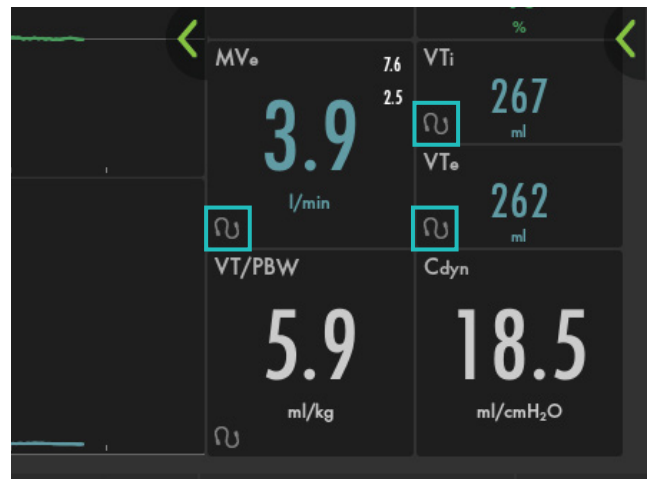 %
MVe
7.6
2.5
3.9
l/min
VTi
267
ml
VTe
262
ml
VT/PBW
5.9
ml/kg
Cdyn
18.5
ml/cmH₂O